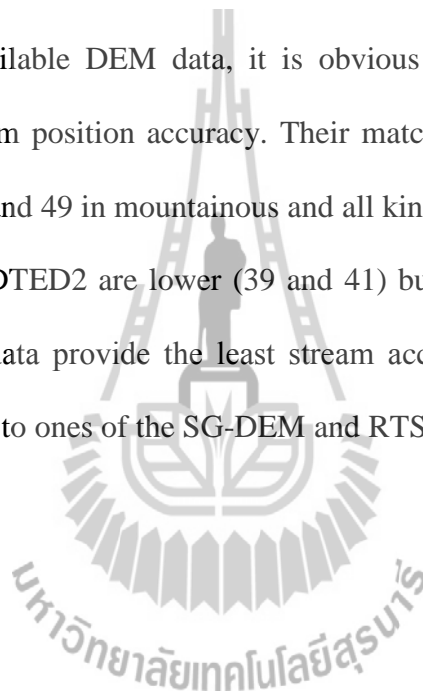 ilable DEM data, it is obvious
m position accuracy. Their matc
nd 49 in mountainous and all kin
DTED2 are lower (39 and 41) bu
data provide the least stream acc
to ones of the SG-DEM and RTS
มหาวิทยาลัยเทคโนโลยีสุรนารี